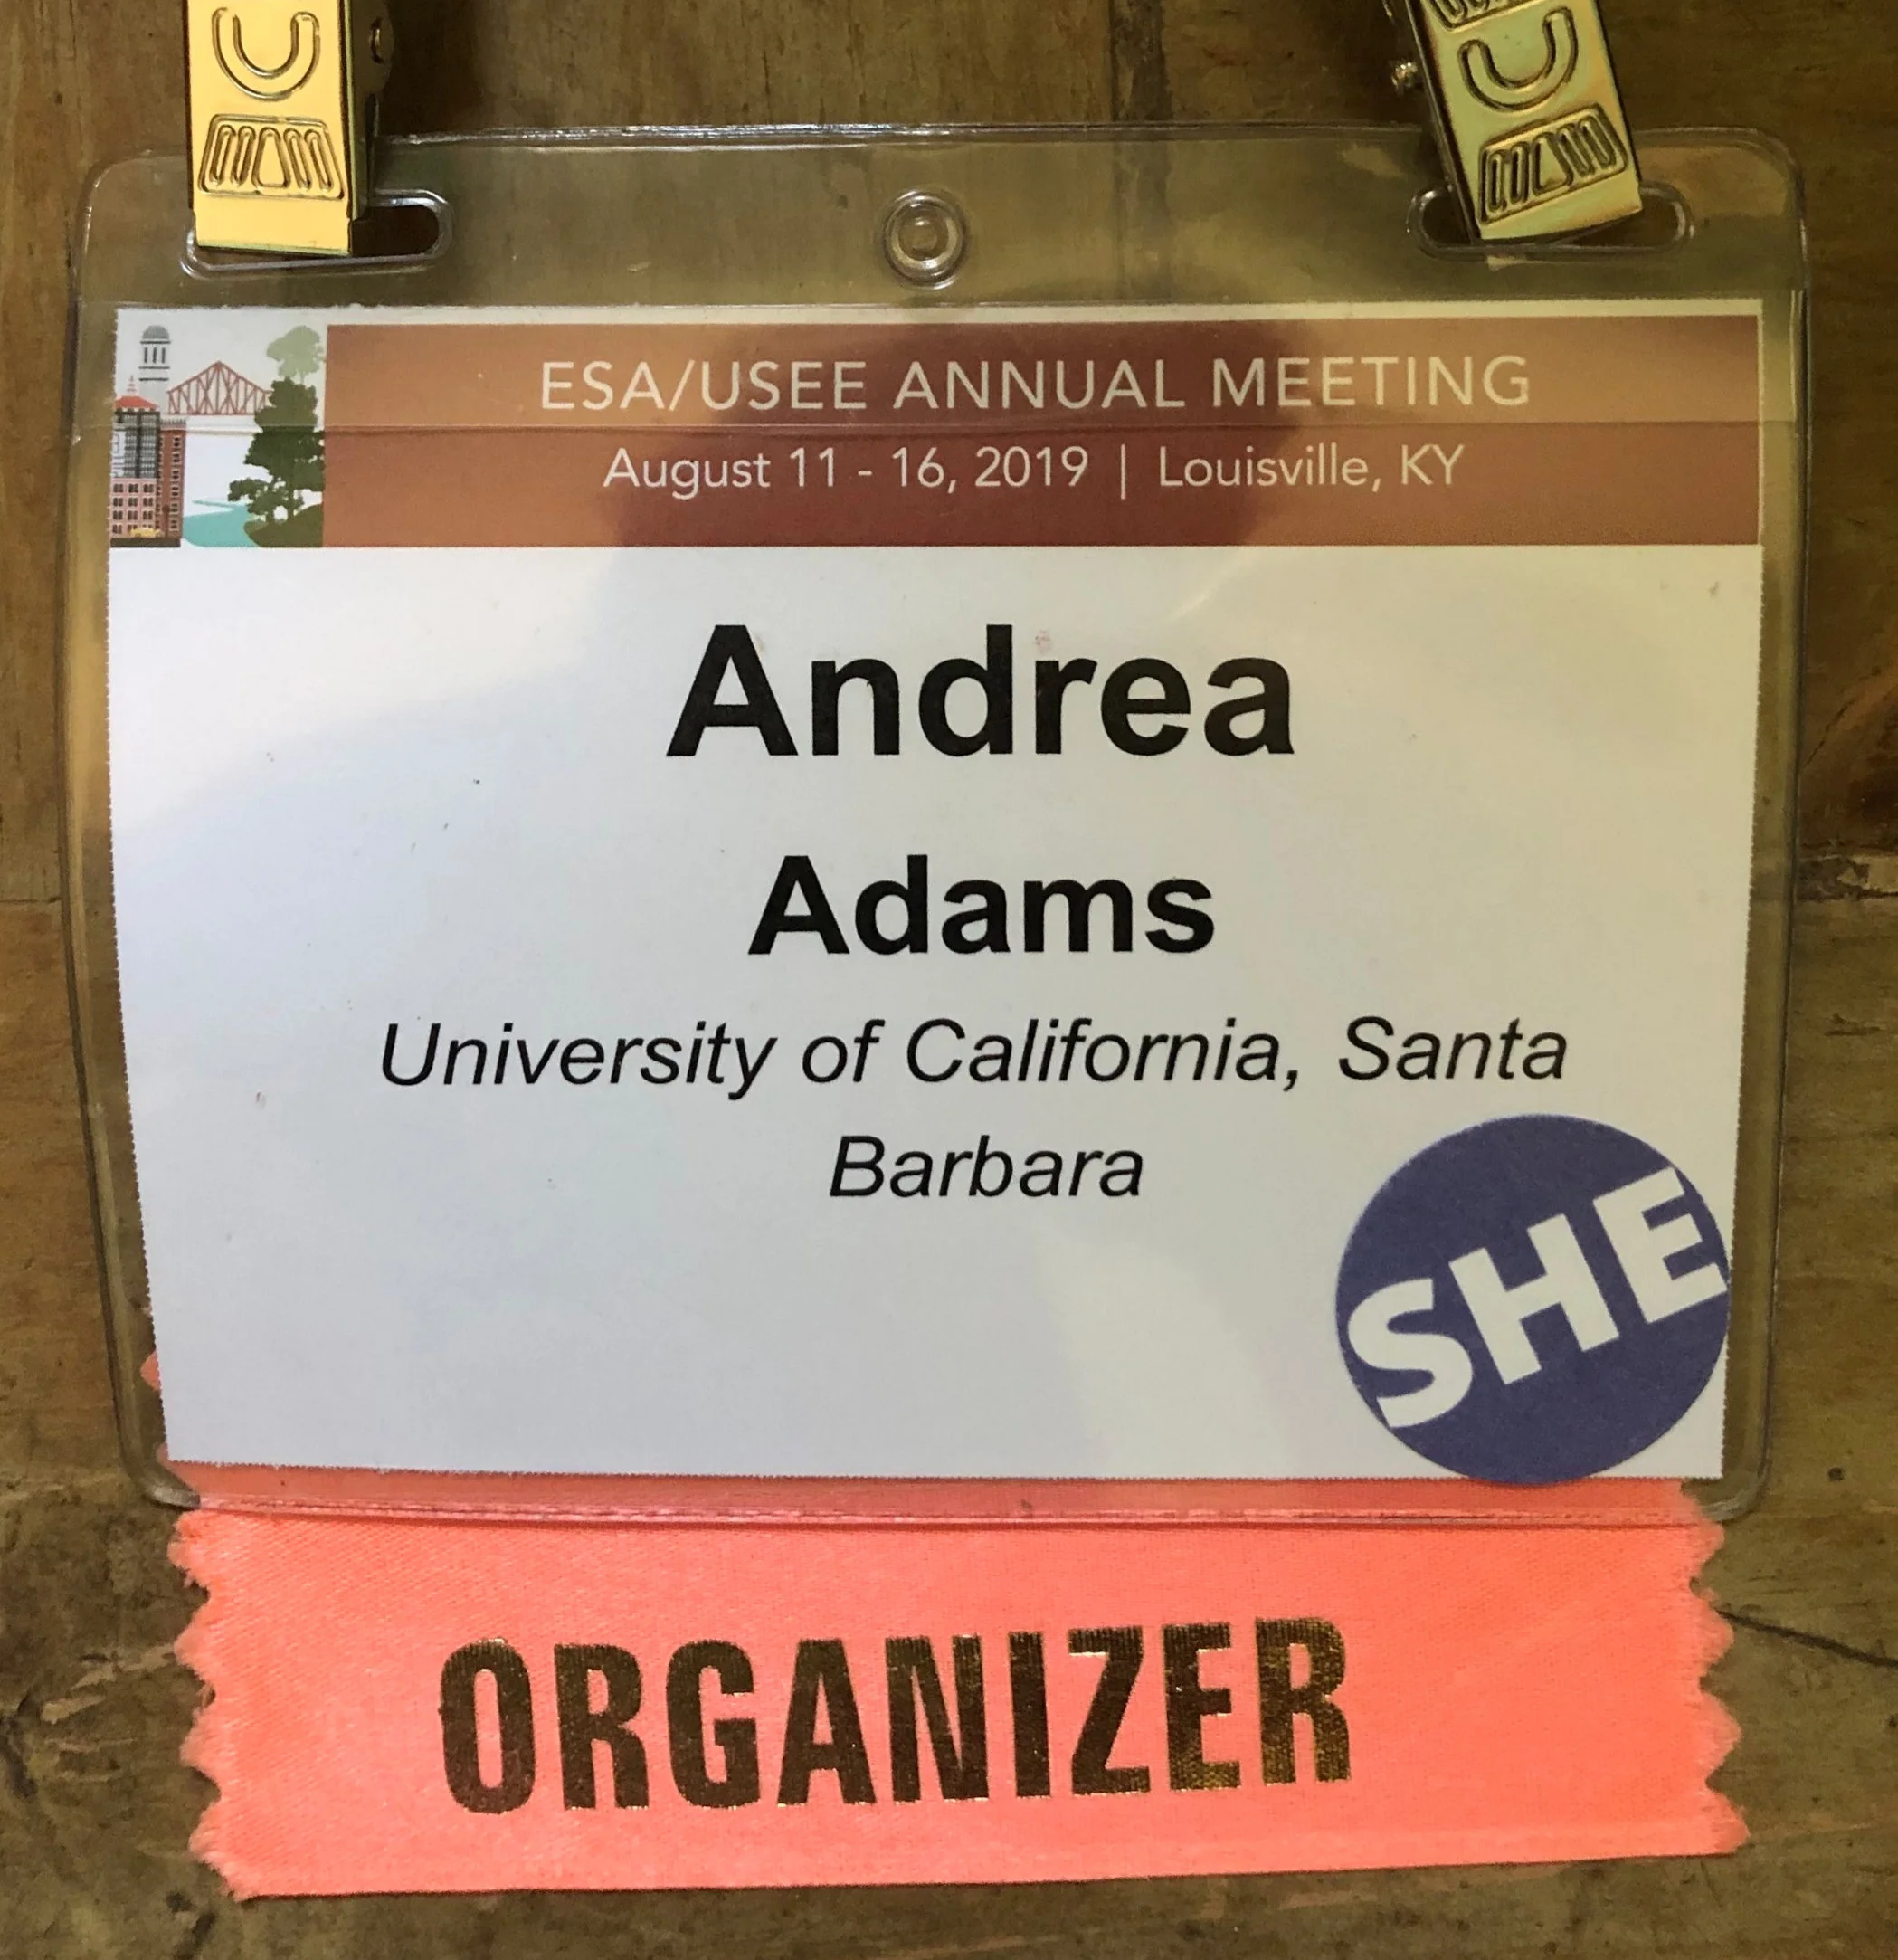 ESA/USEE ANNUAL MEETING
August 11 - 16, 2019 | Louisville, KY
Andrea
Adams
University of California, Santa
Barbara
SHE
ORGANIZER